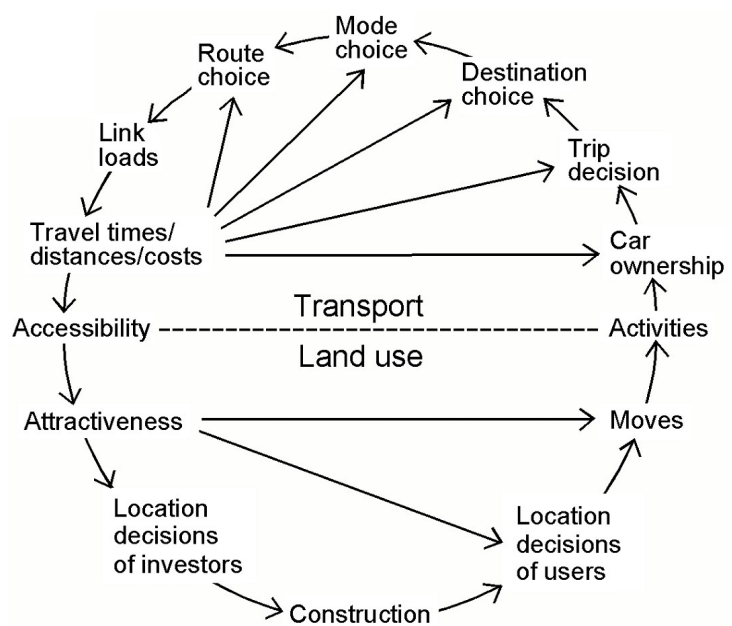 Mode
choice
Route
choice
Destination
choice
Link
loads
Trip
decision
Travel times/
distances/costs
Car
ownership
Transport
Accessibility
Activities
Land use
Attractiveness
Moves
Location
decisions
of investors
Location
decisions
of users
Construction